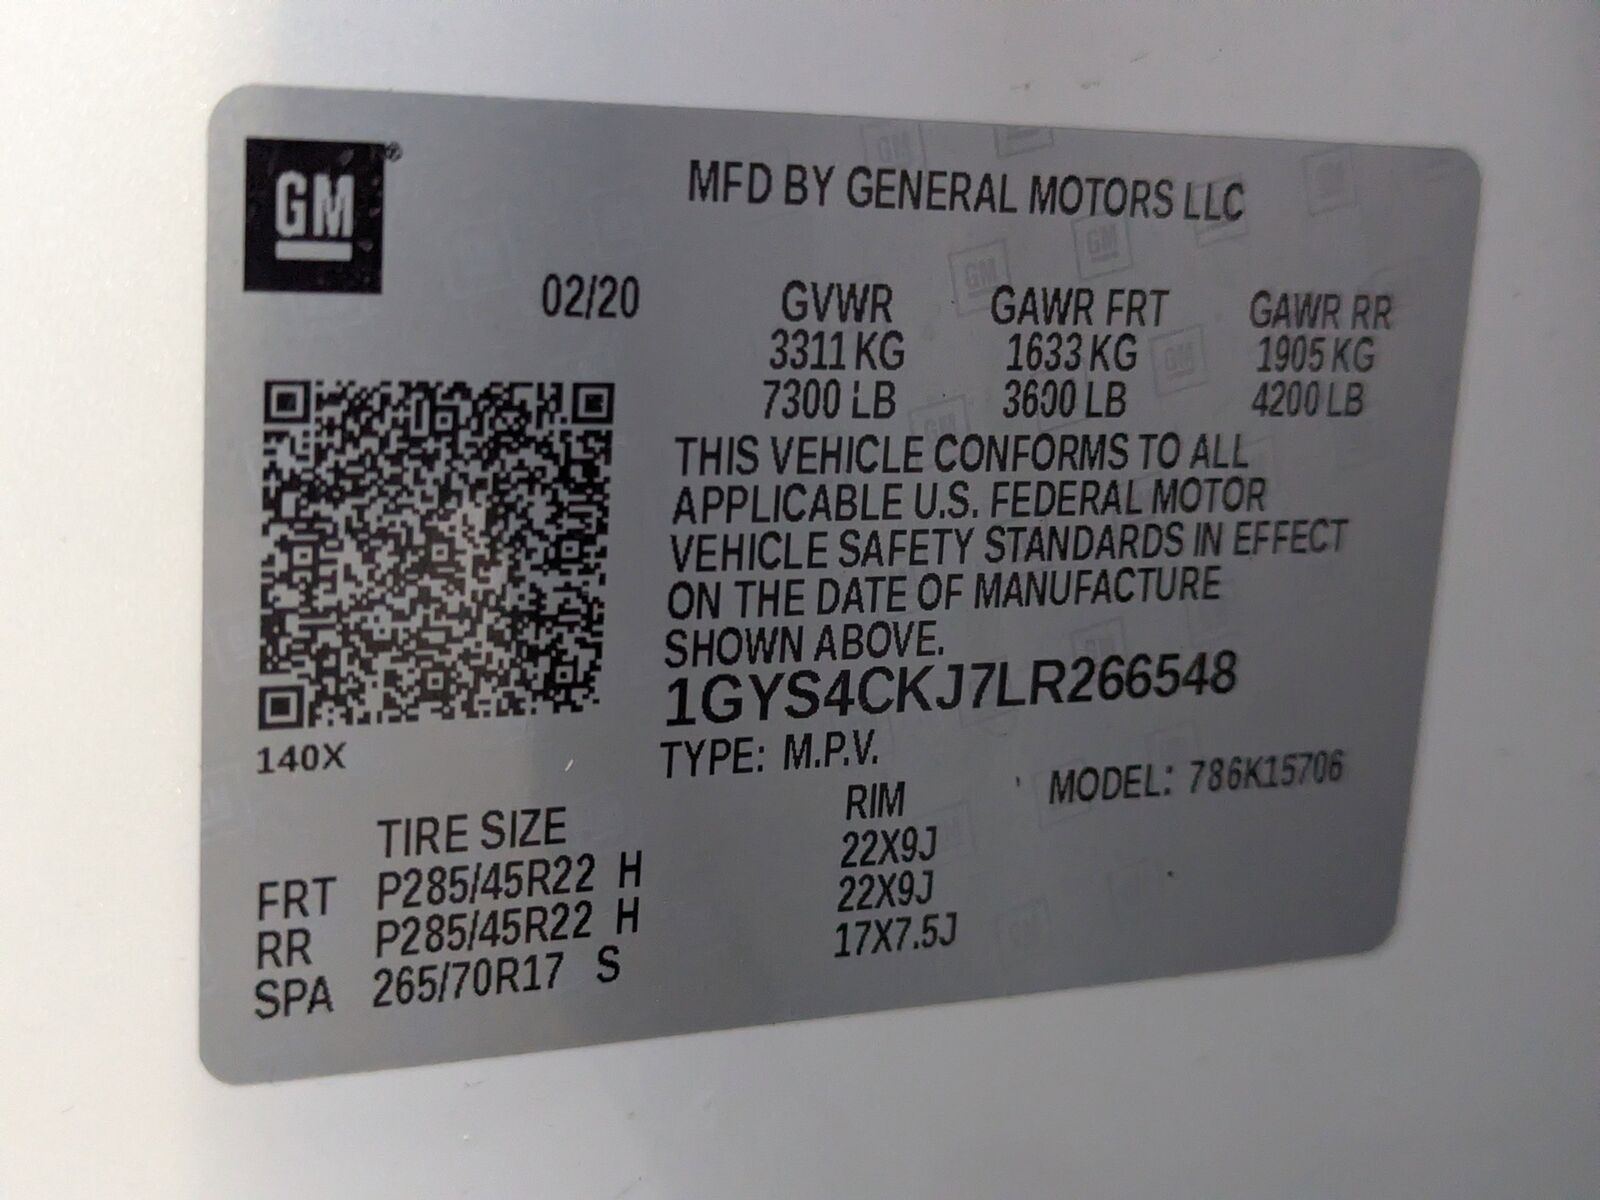 GM®
MFD BY GENERAL MOTORS LLC
02/20 GVWR GAWR FRT GAWR RR
3311 KG 1633 KG 1905 KG
7300 LB 3600 LB 4200 LB
THIS VEHICLE CONFORMS TO ALL
APPLICABLE U.S. FEDERAL MOTOR
VEHICLE SAFETY STANDARDS IN EFFECT
ON THE DATE OF MANUFACTURE
SHOWN ABOVE.
1GYS4CKJ7LR266548
140X
TYPE: M.P.V. MODEL: 786K15706
TIRE SIZE RIM
FRT P285/45R22 H 22X9J
RR P285/45R22 H 22X9J
SPA 265/70R17 S 17X7.5J